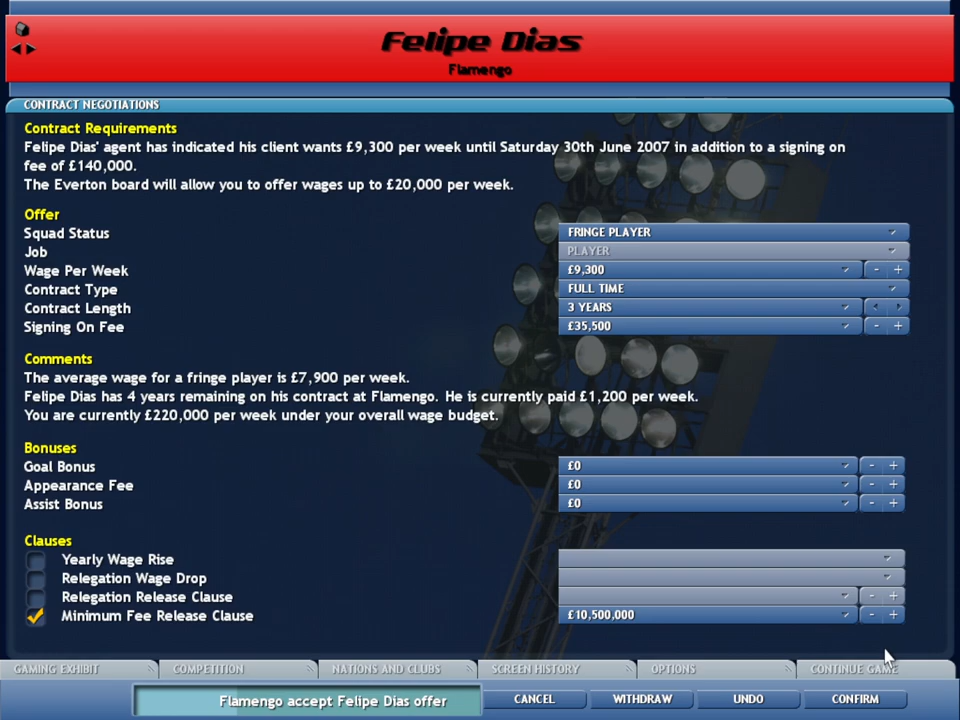 Felipe Dias
Flamengo
CONTRACT NEGOTIATIONS
Contract Requirements
Felipe Dias' agent has indicated his client wants £9,300 per week until Saturday 30th June 2007 in addition to a signing on
fee of £140,000.
The Everton board will allow you to offer wages up to £20,000 per week.
Offer
Squad Status FRINGE PLAYER
Job PLAYER
Wage Per Week £9,300 - +
Contract Type FULL TIME
Contract Length 3 YEARS
Signing On Fee £35,500 - +
Comments
The average wage for a fringe player is £7,900 per week.
Felipe Dias has 4 years remaining on his contract at Flamengo. He is currently paid £1,200 per week.
You are currently £220,000 per week under your overall wage budget.
Bonuses
Goal Bonus £0 - +
Appearance Fee £0 - +
Assist Bonus £0 - +
Clauses
Yearly Wage Rise
Relegation Wage Drop
Relegation Release Clause - +
Minimum Fee Release Clause £10,500,000 - +
GAMING EXHIBIT COMPETITION NATIONS AND CLUBS SCREEN HISTORY OPTIONS CONTINUE GAME
Flamengo accept Felipe Dias offer CANCEL WITHDRAW UNDO CONFIRM